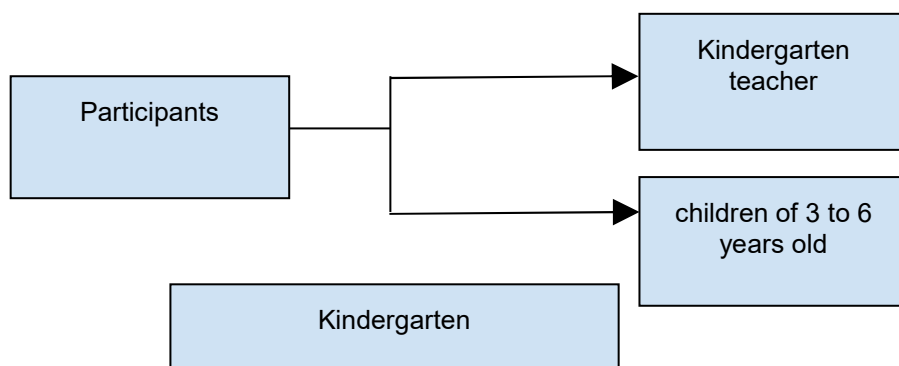 Kindergarten
teacher
Participants
children of 3 to 6
years old
Kindergarten